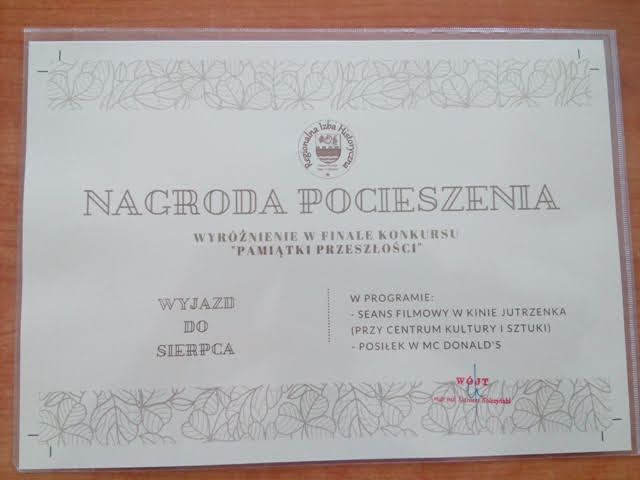 Regionalna Izba Historyczna
NAGRODA POCIESZENIA
WYRÓŻNIENIE W FINALE KONKURSU
"PAMIĄTKI PRZESZŁOŚCI"
WYJAZD
DO
SIERPCA
W PROGRAMIE:
- SEANS FILMOWY W KINIE JUTRZENKA
(PRZY CENTRUM KULTURY I SZTUKI)
- POSIŁEK W MC DONALD'S
WÓJT